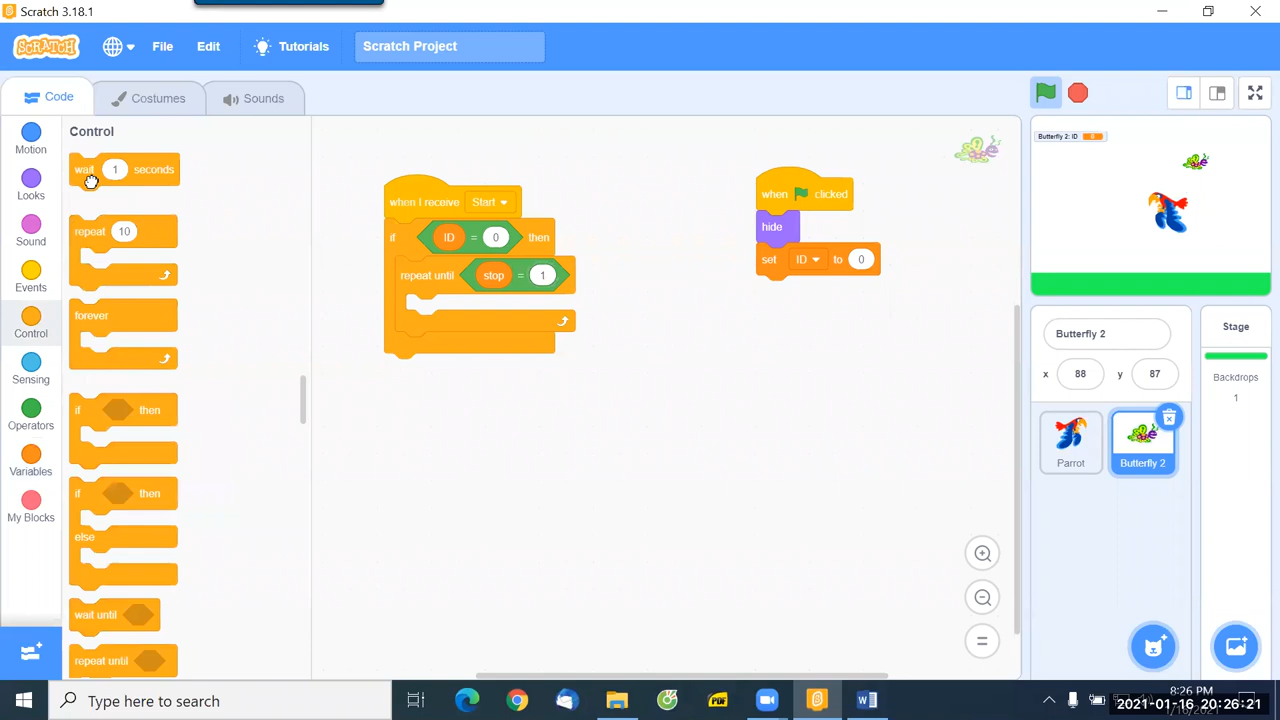 Scratch 3.18.1
SCRATCH
File
Edit
Tutorials
Scratch Project
Code
Costumes
Sounds
Motion
Looks
Sound
Events
Control
Sensing
Operators
Variables
My Blocks
Control
wait 1 seconds
repeat 10
forever
if then
if then
else
wait until
repeat until
when I receive Start
if ID = 0 then
repeat until stop = 1
when clicked
hide
set ID to 0
Butterfly 2: ID
Butterfly 2
x 88 y 87
Parrot
Butterfly 2
Stage
Backdrops
1
Type here to search
PDF
8:26 PM
2021-01-16 20:26:21